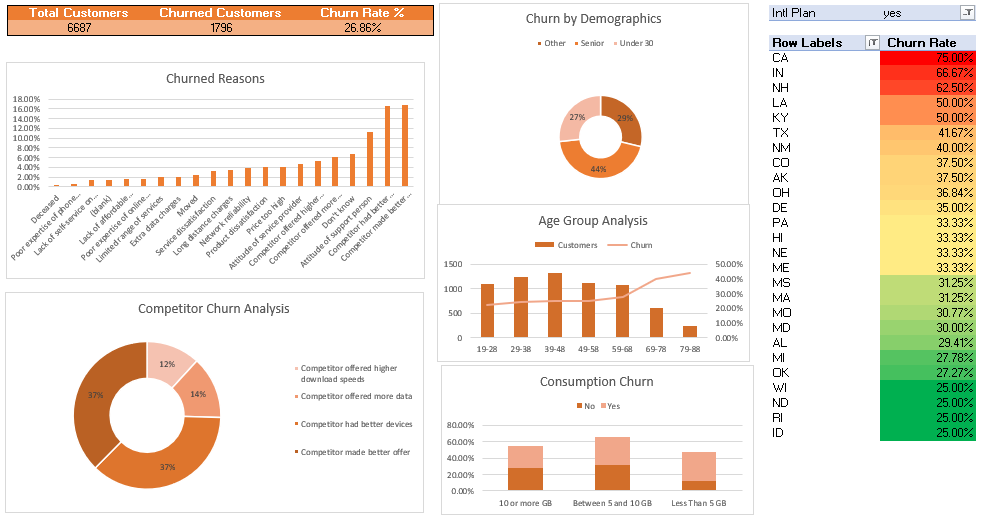 Total Customers Churned Customers Churn Rate %
6687 1796 26.86%
Churned Reasons
18.00%
16.00%
14.00%
12.00%
10.00%
8.00%
6.00%
4.00%
2.00%
0.00%
Deceased
Poor expertise of phone...
Lack of self-service on...
(blank)
Lack of affordable...
Poor expertise of online...
Limited range of services
Extra data charges
Moved
Service dissatisfaction
Long distance charges
Network reliability
Product dissatisfaction
Price too high
Attitude of service provider
Competitor offered higher...
Competitor offered more...
Don't know
Attitude of support person
Competitor had better...
Competitor made better...
Competitor Churn Analysis
12%
14%
37%
37%
Competitor offered higher
download speeds
Competitor offered more data
Competitor had better devices
Competitor made better offer
Churn by Demographics
Other Senior Under 30
27%
29%
44%
Age Group Analysis
Customers Churn
1500
1000
500
0
50.00%
40.00%
30.00%
20.00%
10.00%
0.00%
19-28 29-38 39-48 49-58 59-68 69-78 79-88
Consumption Churn
No Yes
80.00%
60.00%
40.00%
20.00%
0.00%
10 or more GB Between 5 and 10 GB Less Than 5 GB
Intl Plan yes
Row Labels Churn Rate
CA 75.00%
IN 66.67%
NH 62.50%
LA 50.00%
KY 50.00%
TX 41.67%
NM 40.00%
CO 37.50%
AK 37.50%
OH 36.84%
DE 35.00%
PA 33.33%
HI 33.33%
NE 33.33%
ME 33.33%
MS 31.25%
MA 31.25%
MO 30.77%
MD 30.00%
AL 29.41%
MI 27.78%
OK 27.27%
WI 25.00%
ND 25.00%
RI 25.00%
ID 25.00%